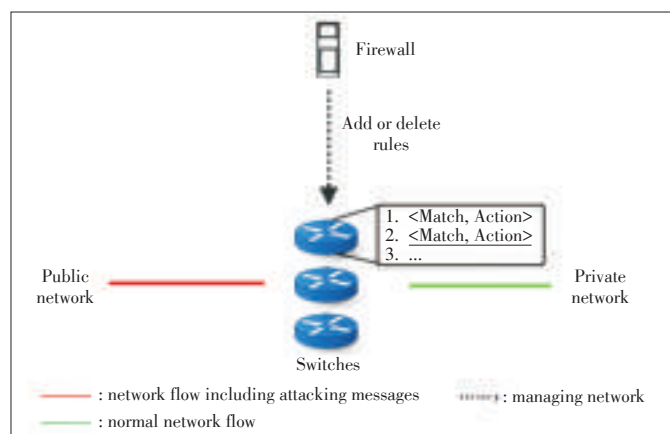 Firewall
Add or delete
rules
1. <Match, Action>
2. <Match, Action>
3. ...
Public
network
Private
network
Switches
: network flow including attacking messages
: managing network
: normal network flow